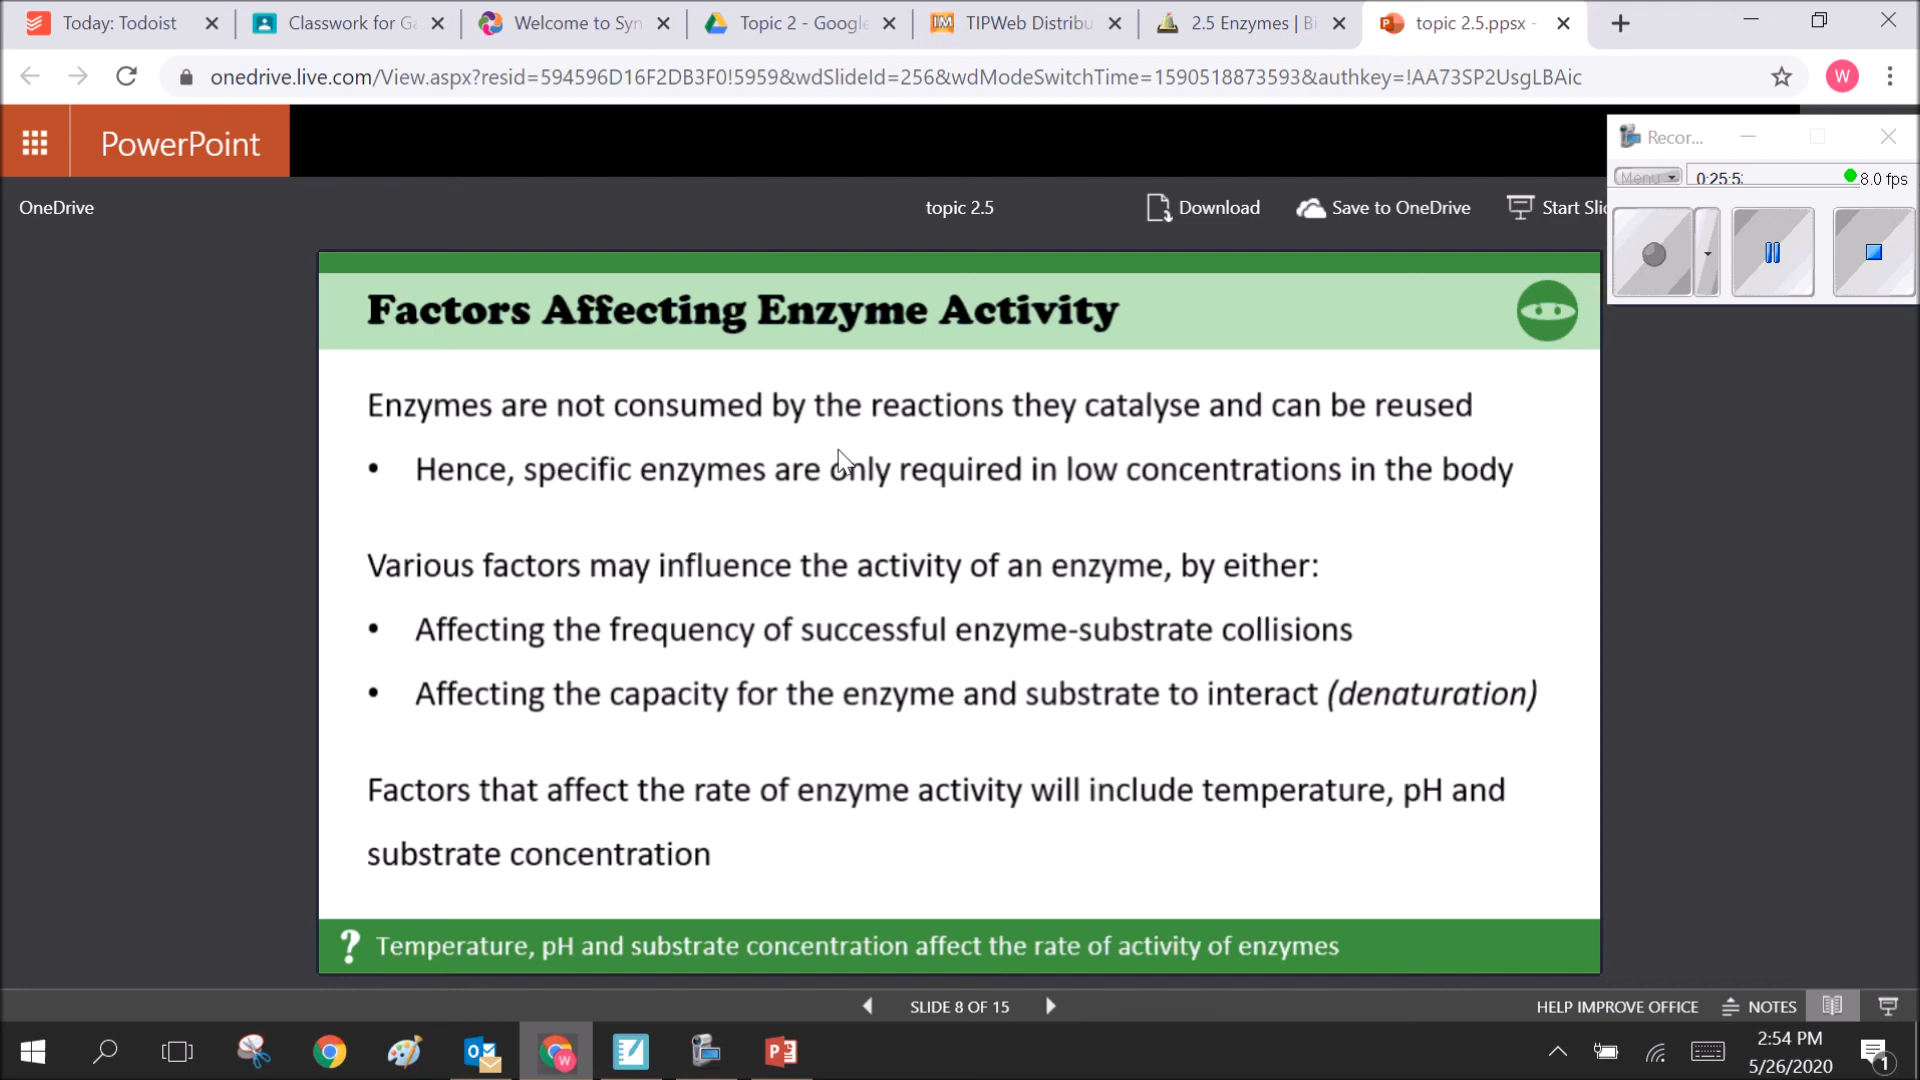 Today: Todoist
Classwork for Ga
Welcome to Syn
Topic 2 - Google
TIPWeb Distribu
2.5 Enzymes | Bi
topic 2.5.ppsx -
onedrive.live.com/View.aspx?resid=594596D16F2DB3F0!5959&wdSlideId=256&wdModeSwitchTime=1590518873593&authkey=!AA73SP2UsgLBAic
W
PowerPoint
Recor...
Menu
8.0 fps
OneDrive
topic 2.5
Download
Save to OneDrive
Start Slid
Factors Affecting Enzyme Activity
Enzymes are not consumed by the reactions they catalyse and can be reused
• Hence, specific enzymes are only required in low concentrations in the body
Various factors may influence the activity of an enzyme, by either:
• Affecting the frequency of successful enzyme-substrate collisions
• Affecting the capacity for the enzyme and substrate to interact (denaturation)
Factors that affect the rate of enzyme activity will include temperature, pH and
substrate concentration
? Temperature, pH and substrate concentration affect the rate of activity of enzymes
SLIDE 8 OF 15
HELP IMPROVE OFFICE
NOTES
2:54 PM
5/26/2020
1